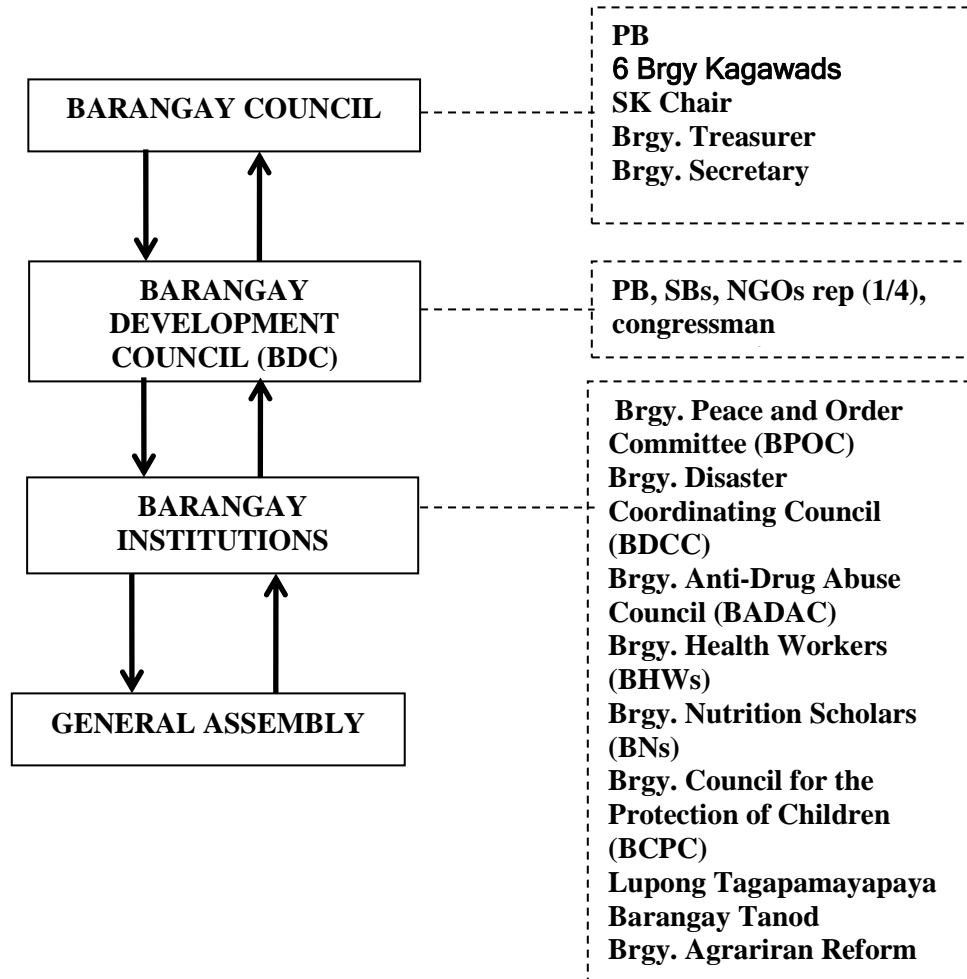 BARANGAY COUNCIL
PB
6 Brgy Kagawads
SK Chair
Brgy. Treasurer
Brgy. Secretary
BARANGAY
DEVELOPMENT
COUNCIL (BDC)
PB, SBs, NGOs rep (1/4),
congressman
BARANGAY
INSTITUTIONS
Brgy. Peace and Order
Committee (BPOC)
Brgy. Disaster
Coordinating Council
(BDCC)
Brgy. Anti-Drug Abuse
Council (BADAC)
Brgy. Health Workers
(BHWs)
Brgy. Nutrition Scholars
(BNs)
Brgy. Council for the
Protection of Children
(BCPC)
Lupong Tagapamayapaya
Barangay Tanod
Brgy. Agrariran Reform
GENERAL ASSEMBLY